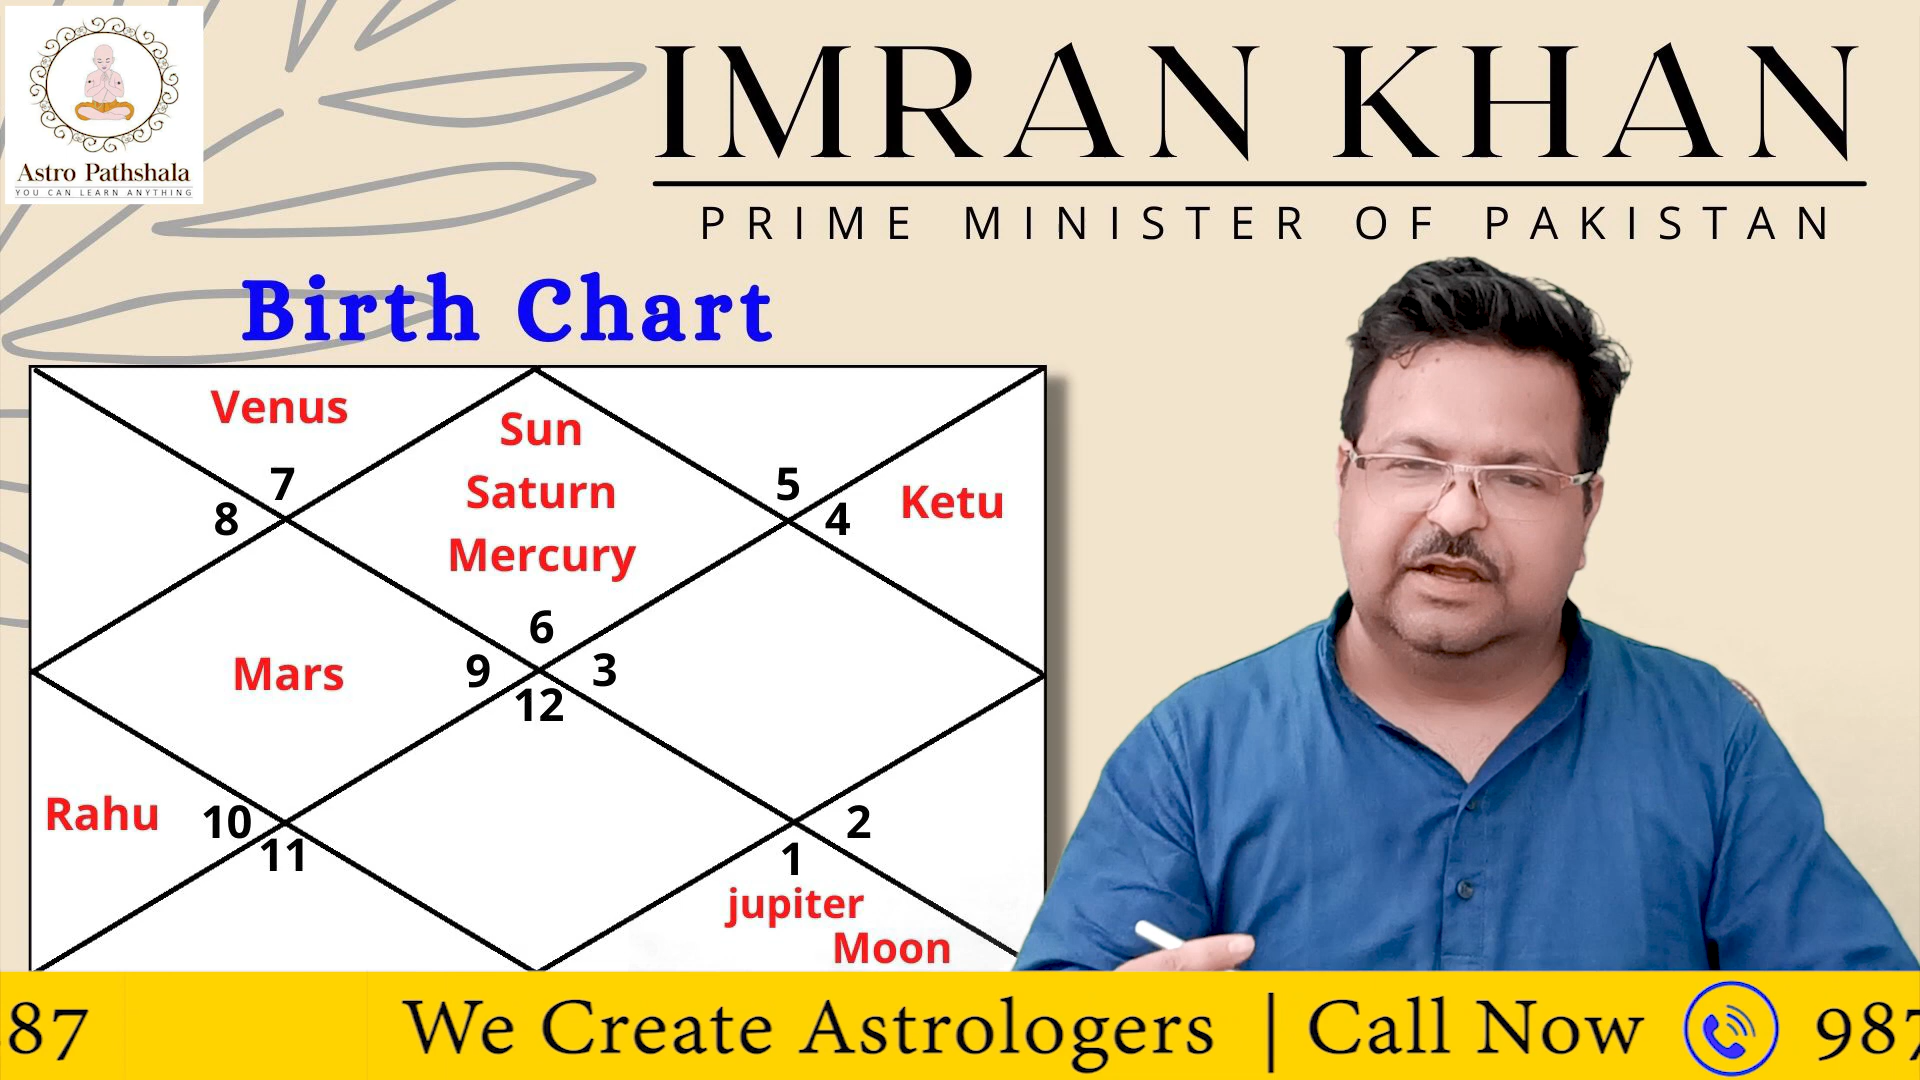 Astro Pathshala
YOU CAN LEARN ANYTHING
IMRAN KHAN
PRIME MINISTER OF PAKISTAN
Birth Chart
Venus
7
8
Sun
Saturn
Mercury
6
5
4
Ketu
Mars
9
3
12
Rahu
10
11
2
1
jupiter
Moon
87 We Create Astrologers | Call Now 987